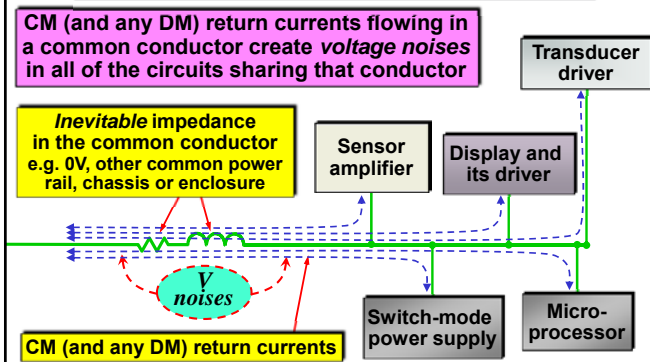 CM (and any DM) return currents flowing in
a common conductor create voltage noises
in all of the circuits sharing that conductor
Transducer
driver
Inevitable impedance
in the common conductor
e.g. 0V, other common power
rail, chassis or enclosure
Sensor
amplifier
Display and
its driver
V
noises
Switch-mode
power supply
Micro-
processor
CM (and any DM) return currents